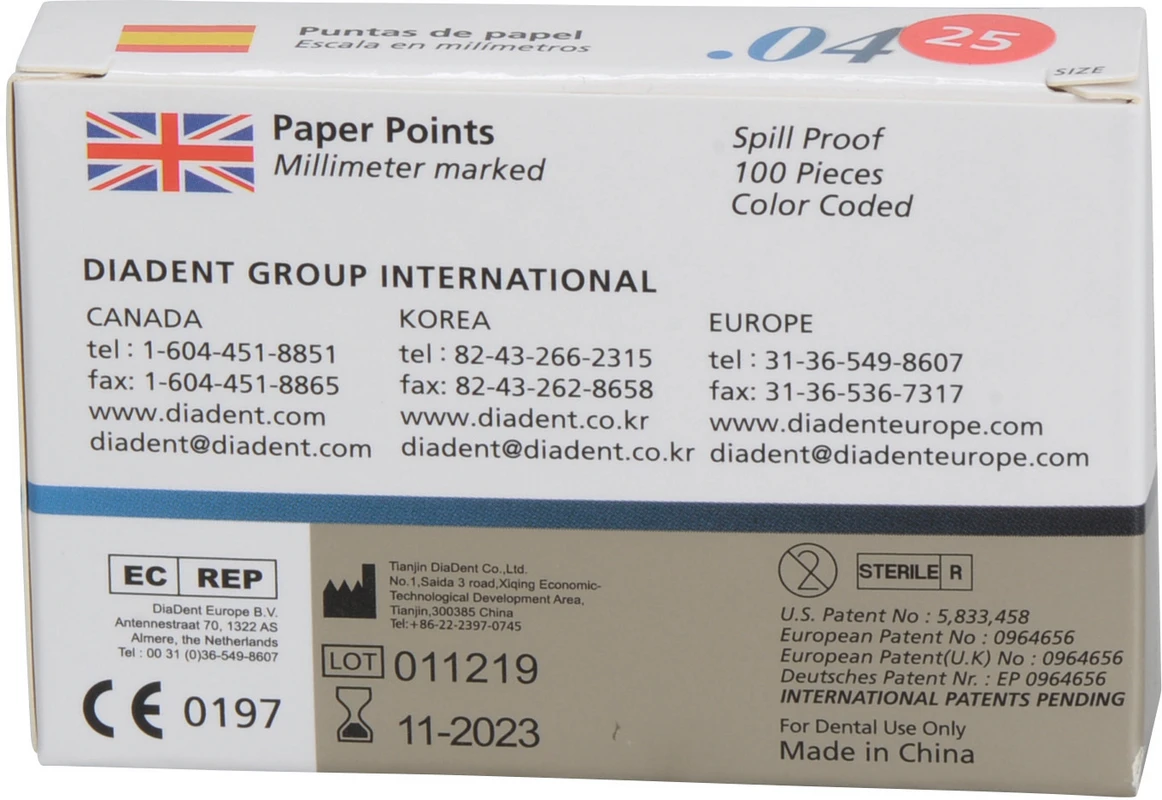 Puntas de papel
Escala en milímetros
.04 25
SIZE
Paper Points
Millimeter marked
Spill Proof
100 Pieces
Color Coded
DIADENT GROUP INTERNATIONAL
CANADA
tel : 1-604-451-8851
fax: 1-604-451-8865
www.diadent.com
diadent@diadent.com
KOREA
tel : 82-43-266-2315
fax: 82-43-262-8658
www.diadent.co.kr
diadent@diadent.co.kr
EUROPE
tel : 31-36-549-8607
fax: 31-36-536-7317
www.diadenteurope.com
diadent@diadenteurope.com
EC REP
DiaDent Europe B.V.
Antennestraat 70, 1322 AS
Almere, the Netherlands
Tel : 00 31 (0)36-549-8607
CE 0197
Tianjin DiaDent Co.,Ltd.
No.1,Saida 3 road,Xiqing Economic-
Technological Development Area,
Tianjin,300385 China
Tel:+86-22-2397-0745
LOT 011219
11-2023
2 STERILE R
U.S. Patent No : 5,833,458
European Patent No : 0964656
European Patent(U.K) No : 0964656
Deutsches Patent Nr. : EP 0964656
INTERNATIONAL PATENTS PENDING
For Dental Use Only
Made in China